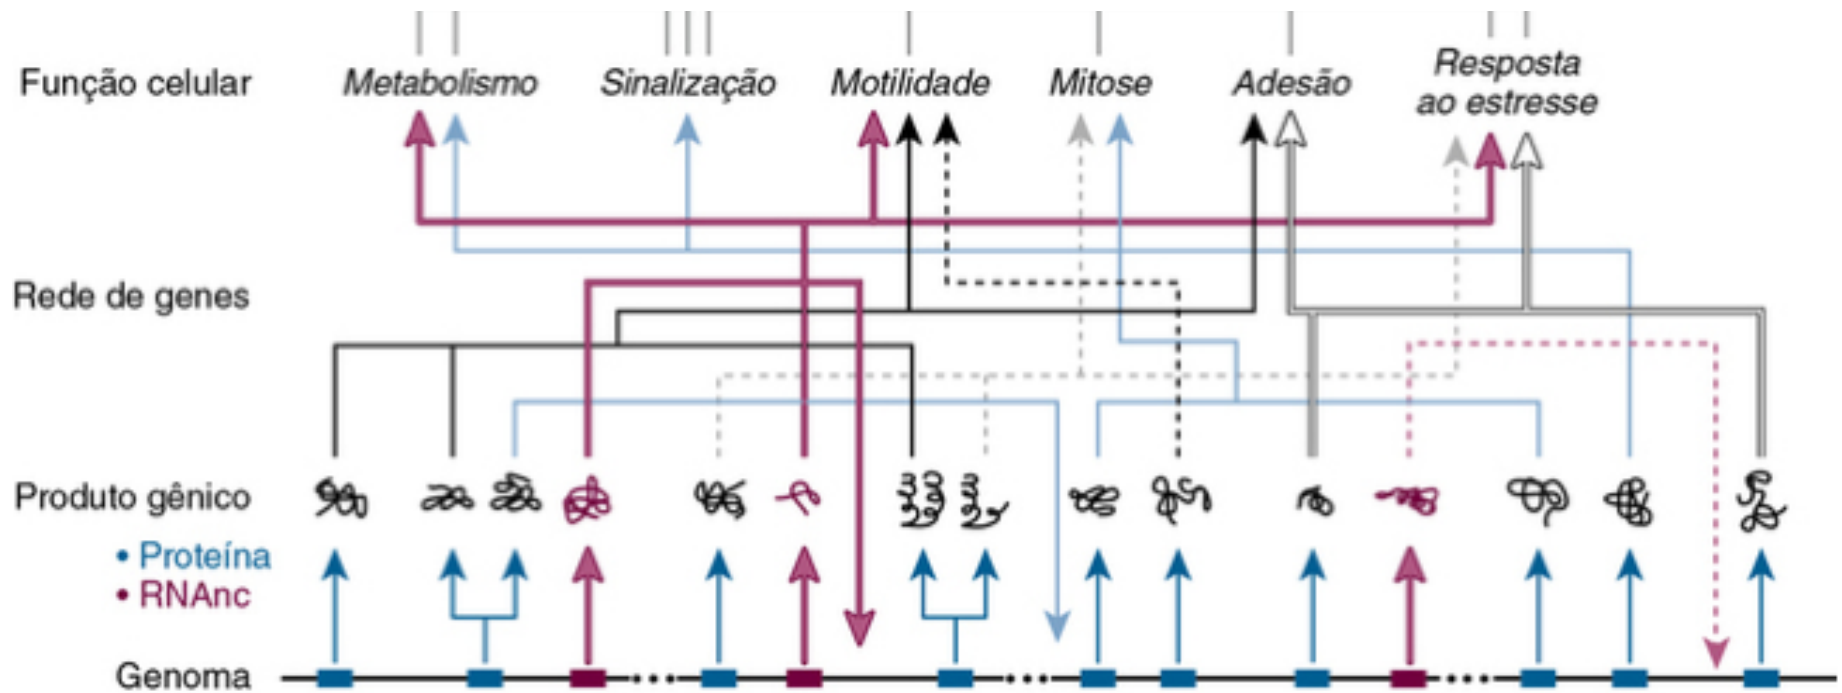 Função celular
Metabolismo
Sinalização
Motilidade
Mitose
Adesão
Resposta
ao estresse
Rede de genes
Produto gênico
• Proteína
• RNAnc
Genoma